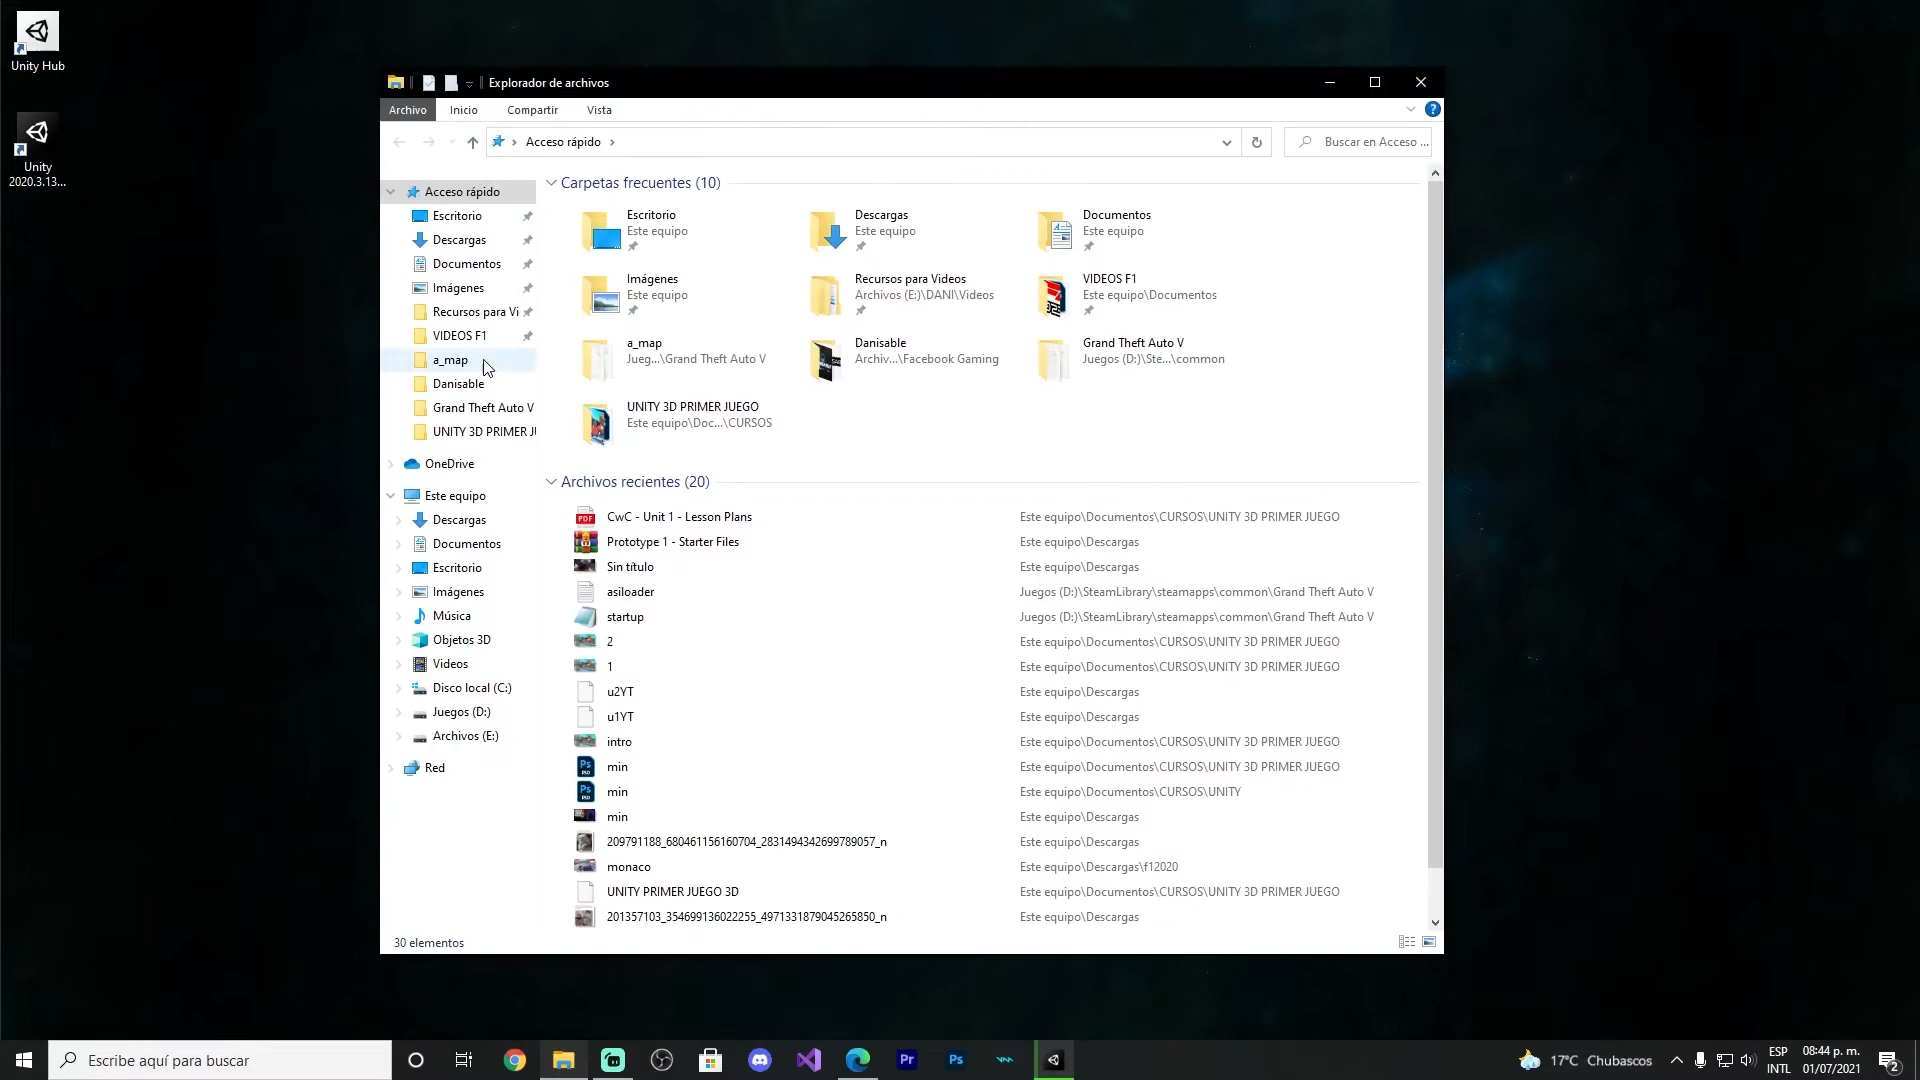 Unity Hub
Unity
2020.3.13...
Explorador de archivos
Archivo
Inicio
Compartir
Vista
Acceso rápido
Buscar en Acceso ...
Acceso rápido
Escritorio
Descargas
Documentos
Imágenes
Recursos para Vi
VIDEOS F1
a_map
Danisable
Grand Theft Auto V
UNITY 3D PRIMER JU
OneDrive
Este equipo
Descargas
Documentos
Escritorio
Imágenes
Música
Objetos 3D
Videos
Disco local (C:)
Juegos (D:)
Archivos (E:)
Red
Carpetas frecuentes (10)
Escritorio
Este equipo
Descargas
Este equipo
Documentos
Este equipo
Imágenes
Este equipo
Recursos para Videos
Archivos (E:)\DANI\Videos
VIDEOS F1
Este equipo\Documentos
a_map
Jueg...\Grand Theft Auto V
Danisable
Archiv...\Facebook Gaming
Grand Theft Auto V
Juegos (D:)\Ste...\common
UNITY 3D PRIMER JUEGO
Este equipo\Doc...\CURSOS
Archivos recientes (20)
CwC - Unit 1 - Lesson Plans Este equipo\Documentos\CURSOS\UNITY 3D PRIMER JUEGO
Prototype 1 - Starter Files Este equipo\Descargas
Sin título Este equipo\Descargas
asiloader Juegos (D:)\SteamLibrary\steamapps\common\Grand Theft Auto V
startup Juegos (D:)\SteamLibrary\steamapps\common\Grand Theft Auto V
2 Este equipo\Documentos\CURSOS\UNITY 3D PRIMER JUEGO
1 Este equipo\Documentos\CURSOS\UNITY 3D PRIMER JUEGO
u2YT Este equipo\Descargas
u1YT Este equipo\Descargas
intro Este equipo\Documentos\CURSOS\UNITY 3D PRIMER JUEGO
min Este equipo\Documentos\CURSOS\UNITY 3D PRIMER JUEGO
min Este equipo\Documentos\CURSOS\UNITY
min Este equipo\Descargas
209791188_680461156160704_2831494342699789057_n Este equipo\Descargas
monaco Este equipo\Descargas\f12020
UNITY PRIMER JUEGO 3D Este equipo\Documentos\CURSOS\UNITY 3D PRIMER JUEGO
201357103_354699136022255_4971331879045265850_n Este equipo\Descargas
30 elementos
Escribe aquí para buscar
Pr
Ps
17°C Chubascos
ESP
INTL
08:44 p. m.
01/07/2021
2